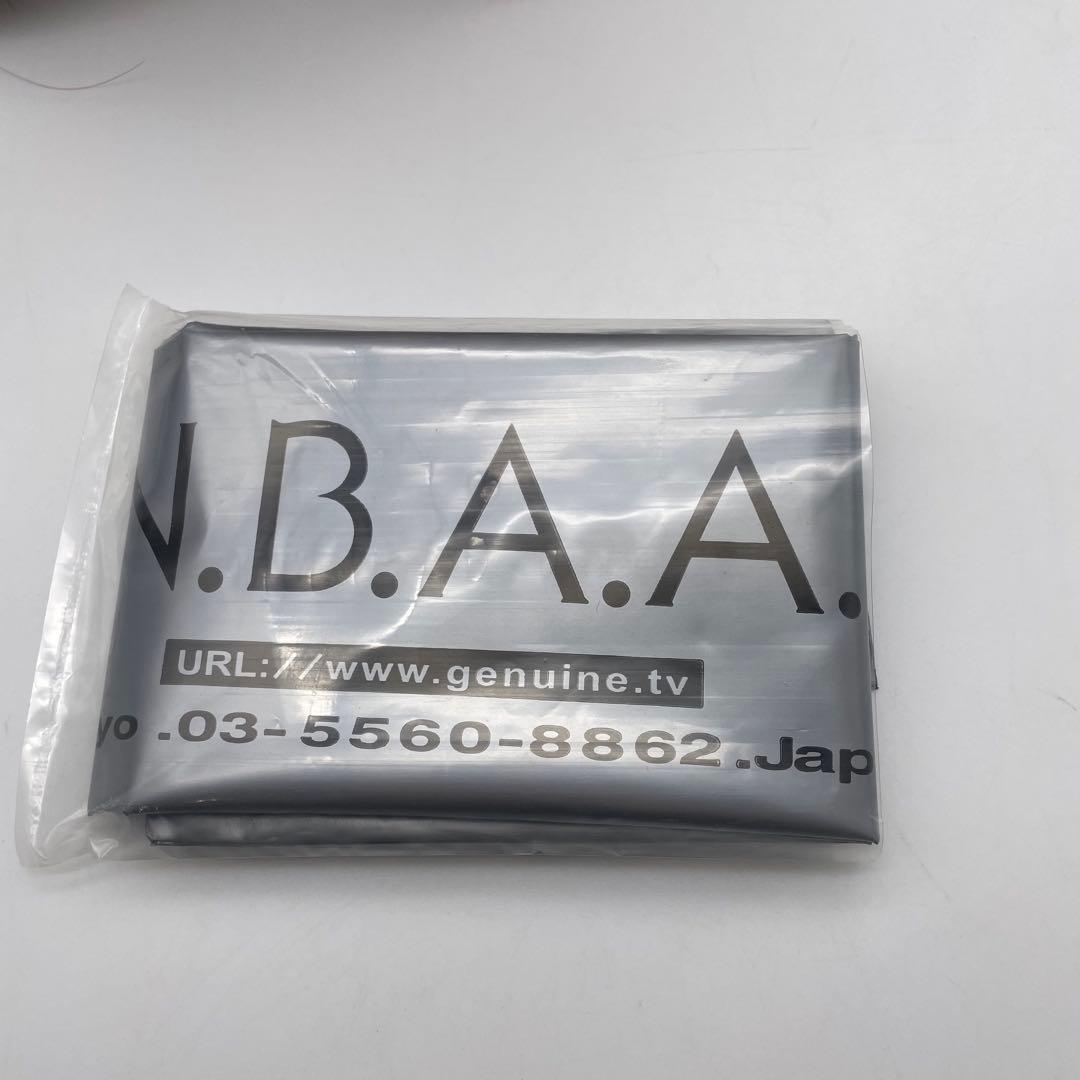 N.B.A.A.
URL://www.genuine.tv
yo .03-5560-8862.Jap